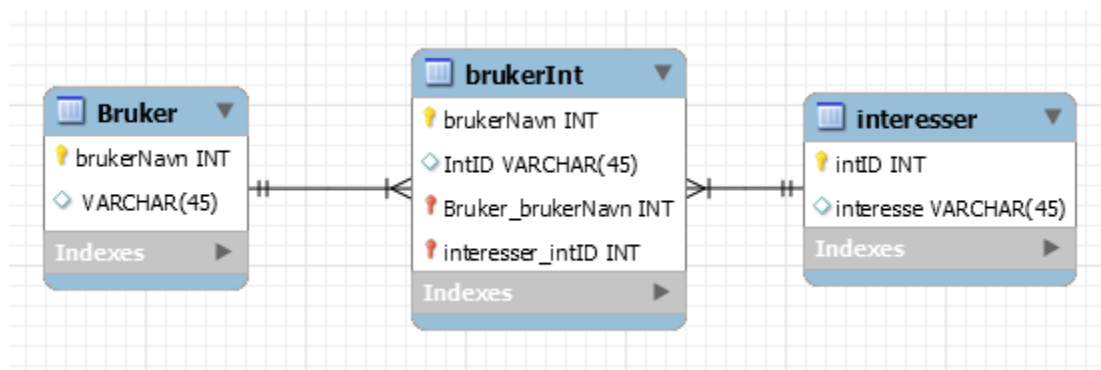 Bruker
brukerNavn INT
VARCHAR(45)
Indexes
brukerInt
brukerNavn INT
IntID VARCHAR(45)
Bruker_brukerNavn INT
interesser_intID INT
Indexes
interesser
intID INT
interesse VARCHAR(45)
Indexes